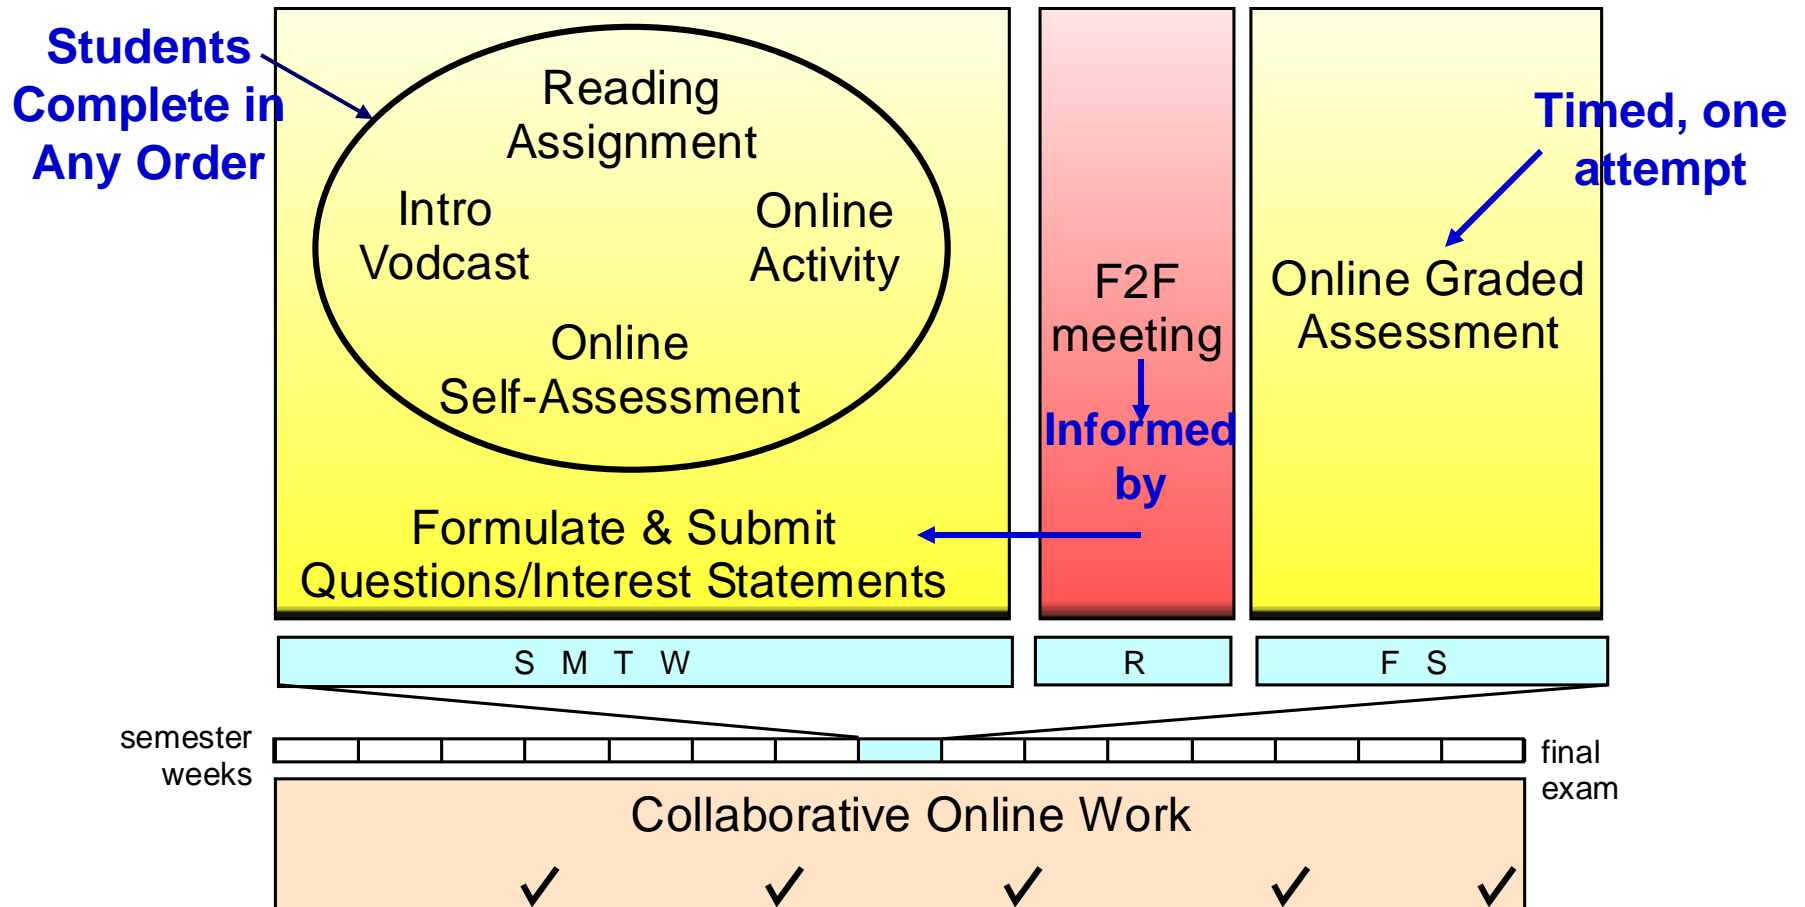 Students
Complete in
Any Order
Reading
Assignment
Intro
Vodcast
Online
Activity
Online
Self-Assessment
Formulate & Submit
Questions/Interest Statements
F2F
meeting
Informed
by
Timed, one
attempt
Online Graded
Assessment
S M T W
R
F S
semester
weeks
final
exam
Collaborative Online Work